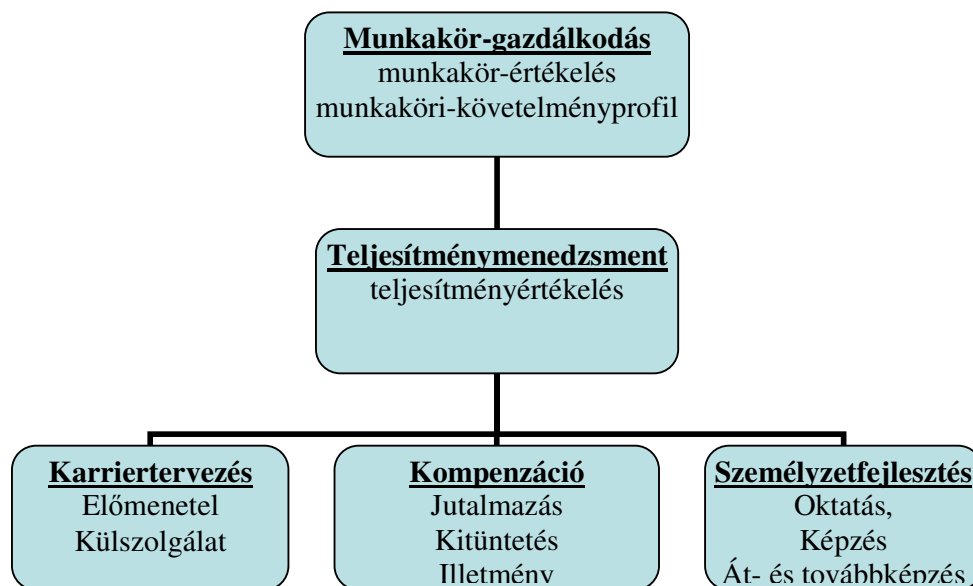 Munkakör-gazdálkodás
munkakör-értékelés
munkaköri-követelményprofil
Teljesítménymenedzsment
teljesítményértékelés
Karriertervezés
Előmenetel
Külszolgálat
Kompenzáció
Jutalmazás
Kitüntetés
Illetmény
Személyzetfejlesztés
Oktatás,
Képzés
Át- és továbbképzés